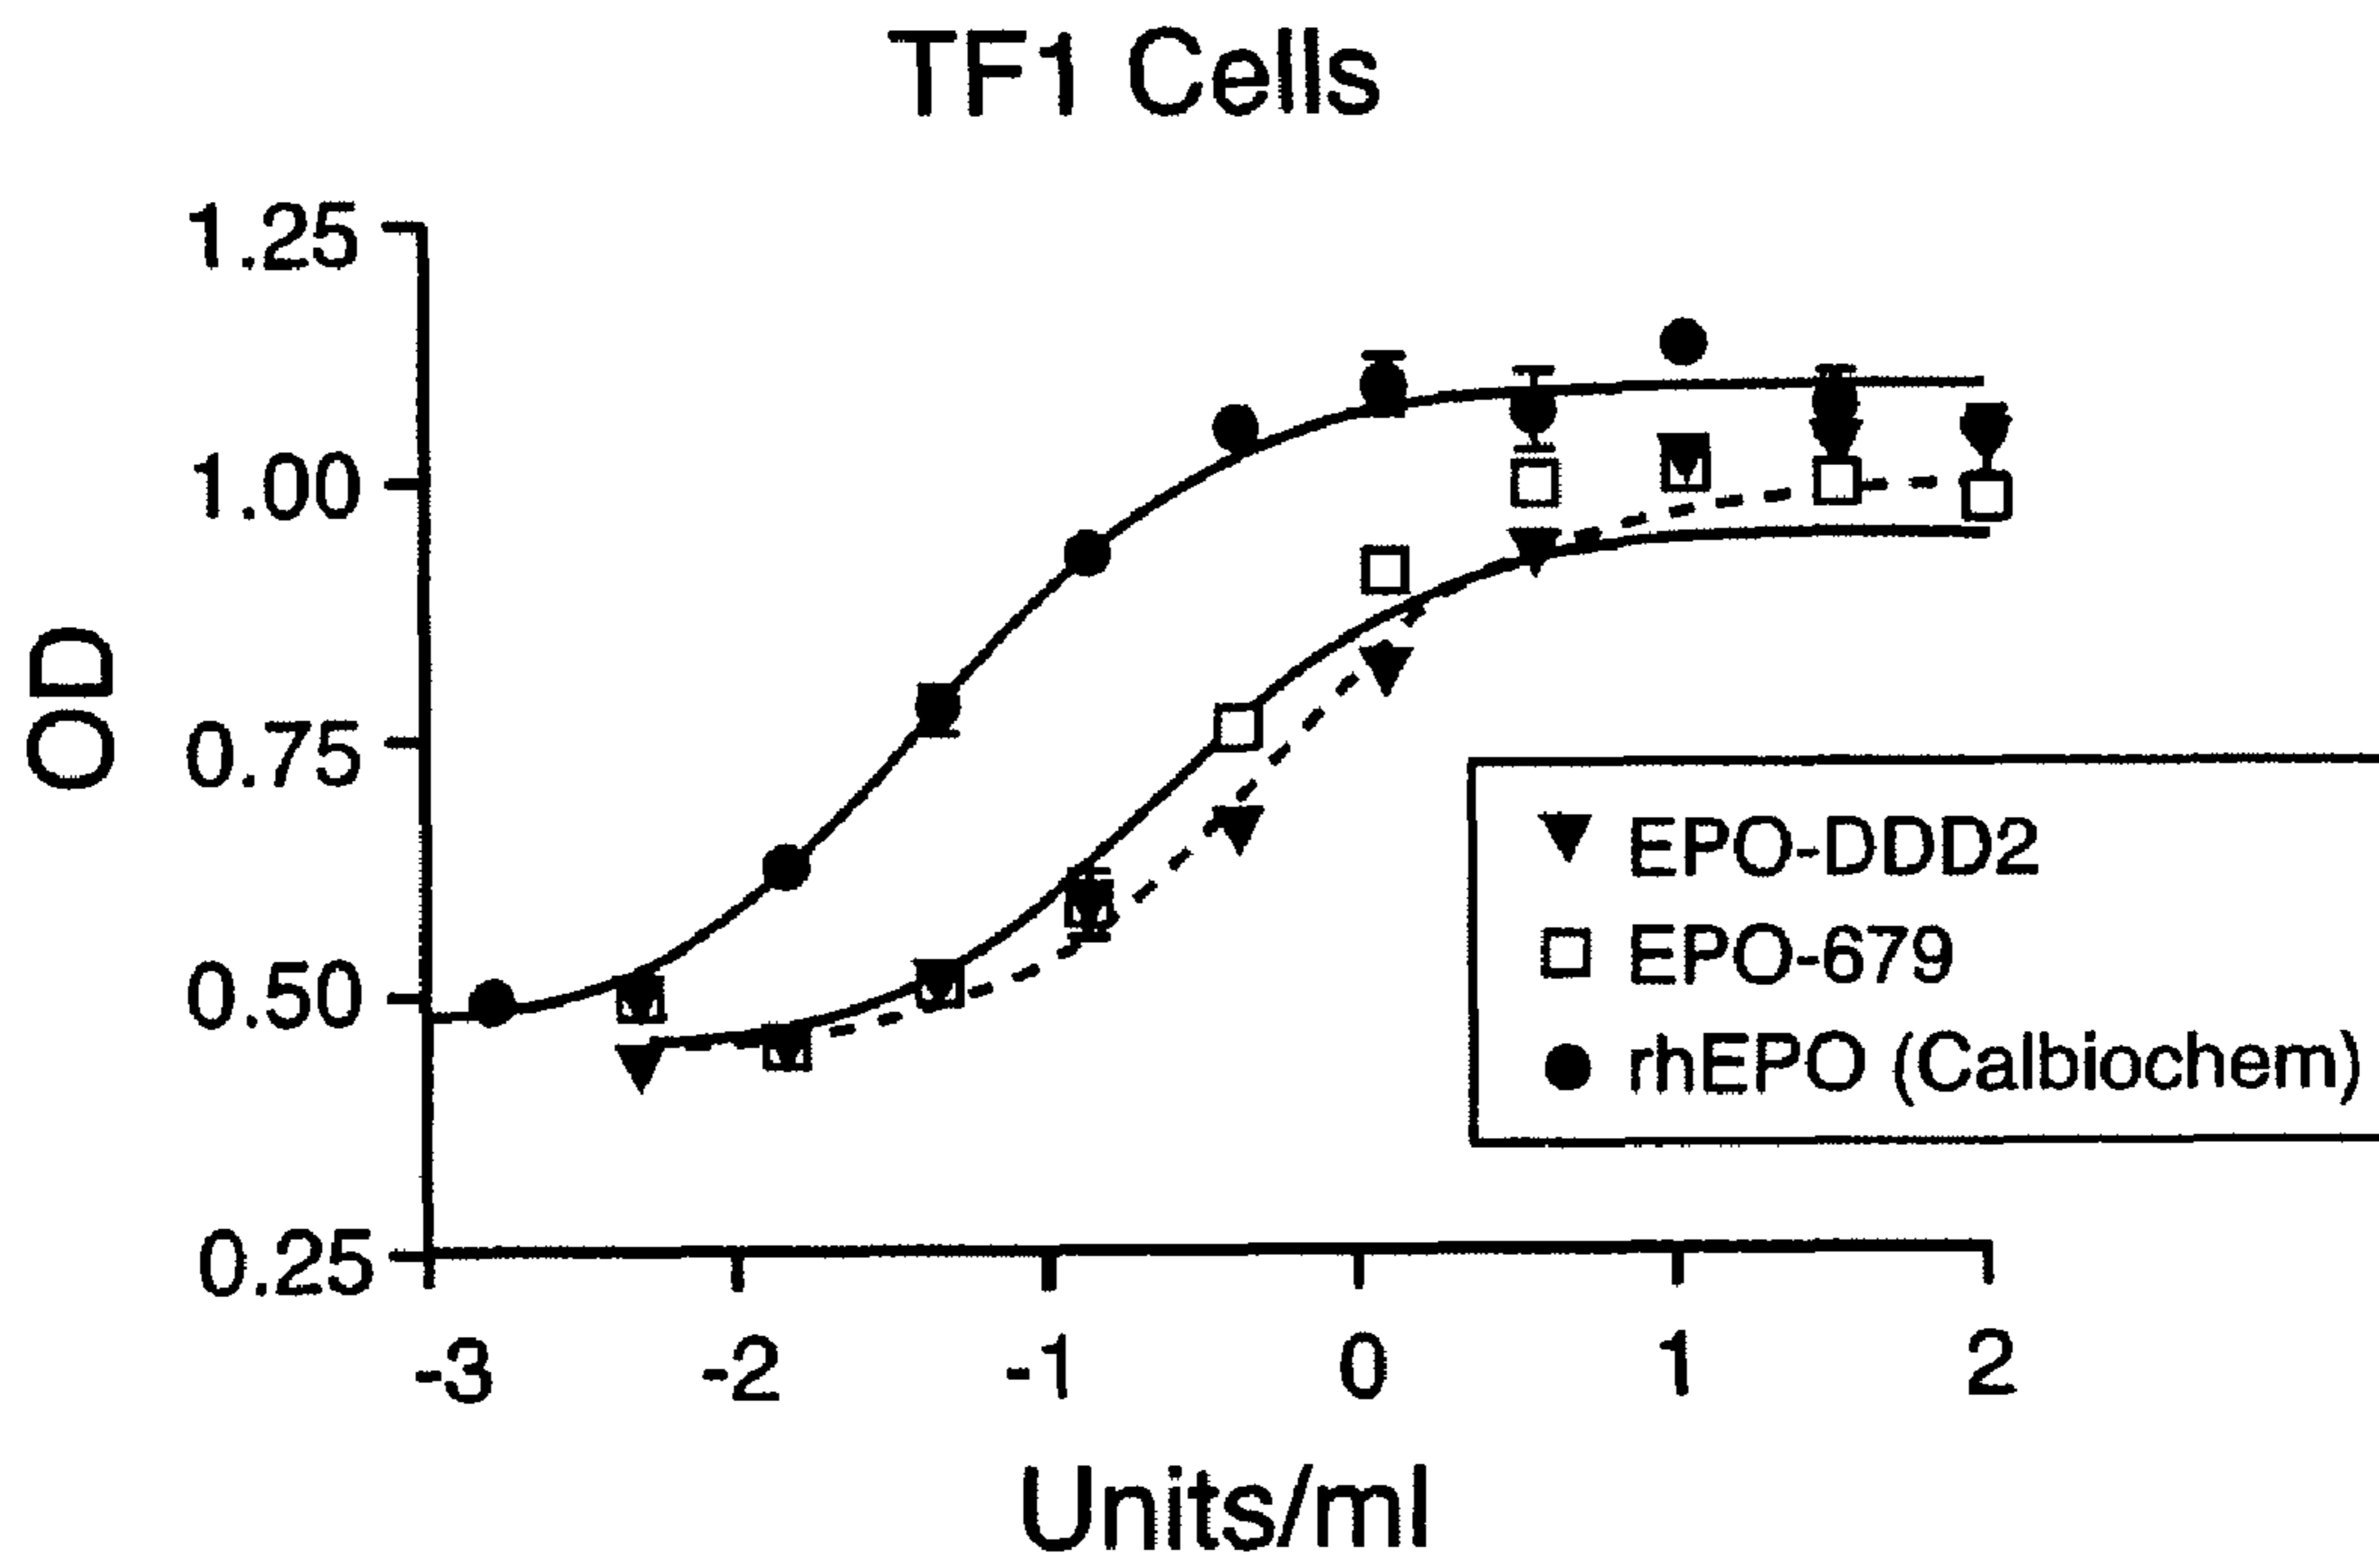 TF1 Cells
1.25
1.00
0.75
0.50
0.25
OD
-3 -2 -1 0 1 2
Units/ml
EPO-DDD2
EPO-679
rhEPO (Calbiochem)